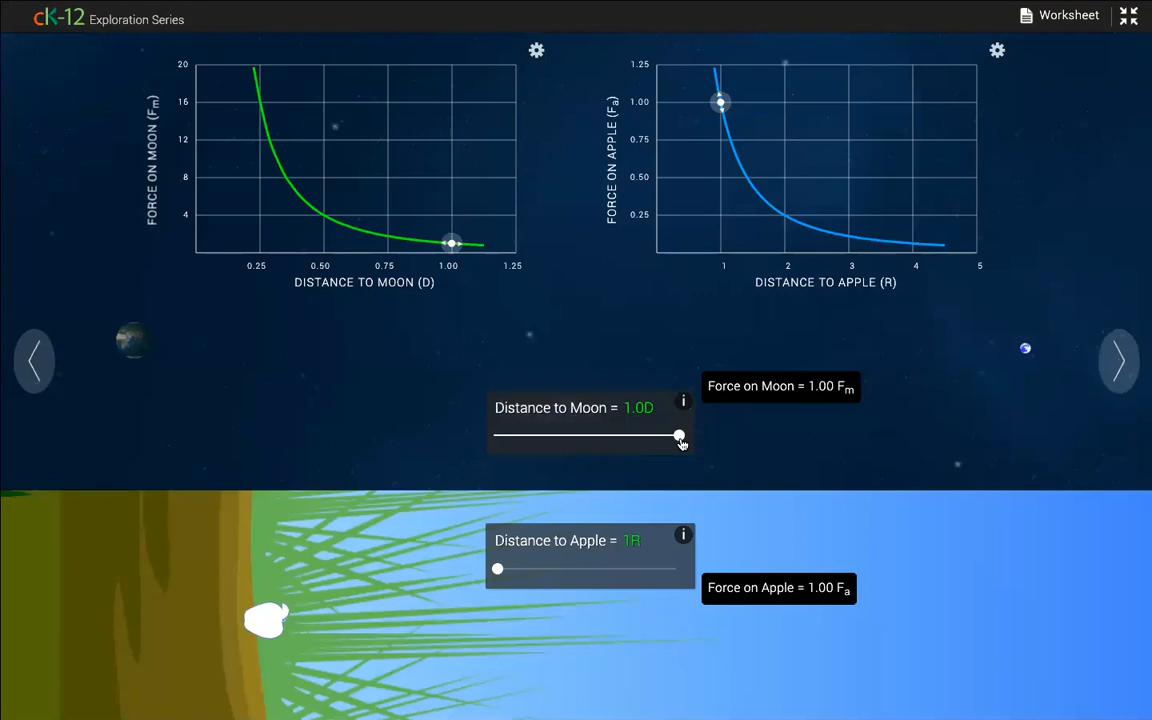 cK-12 Exploration Series
Worksheet
FORCE ON MOON (Fm)
20
16
12
8
4
0.25 0.50 0.75 1.00 1.25
DISTANCE TO MOON (D)
FORCE ON APPLE (Fa)
1.25
1.00
0.75
0.50
0.25
1 2 3 4 5
DISTANCE TO APPLE (R)
Force on Moon = 1.00 Fm
Distance to Moon = 1.0D
i
Distance to Apple = 1R
i
Force on Apple = 1.00 Fa